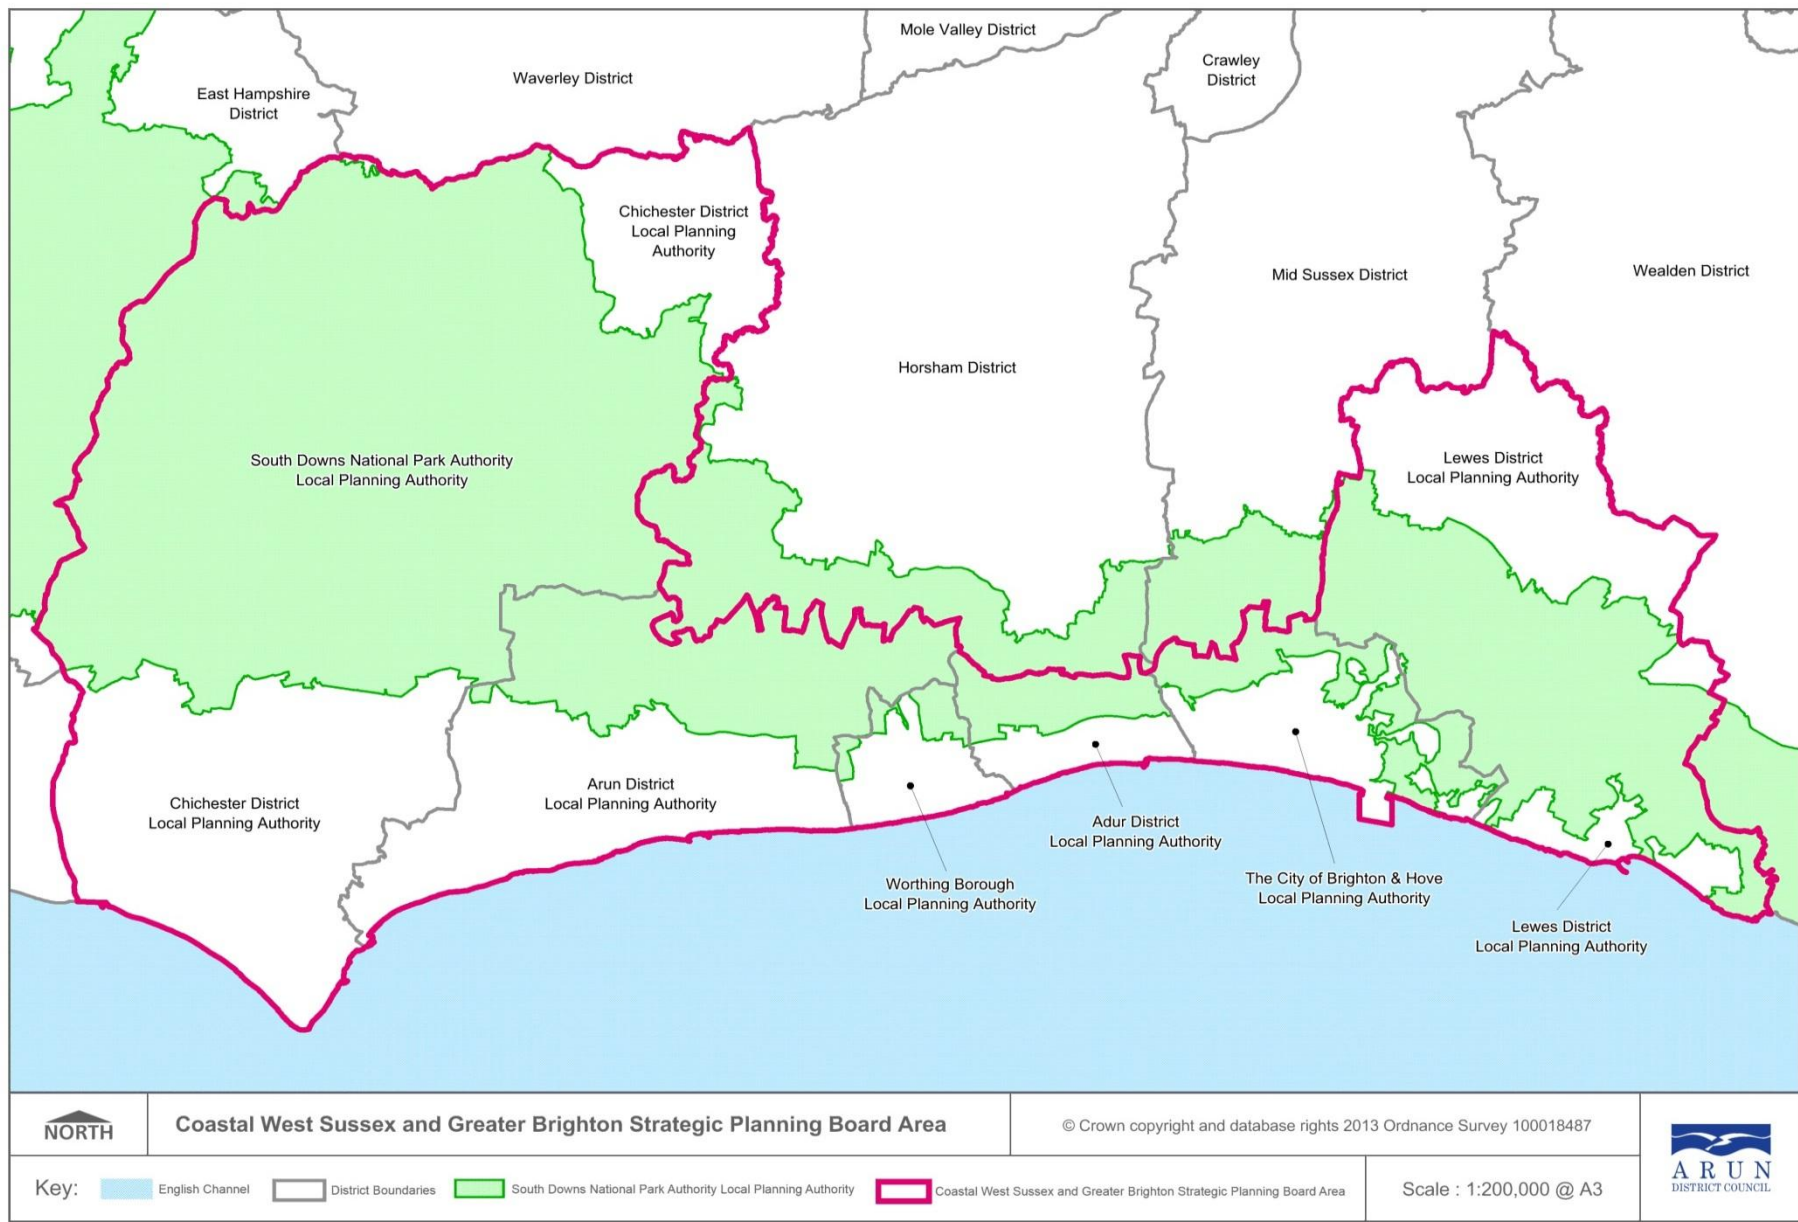 Mole Valley District
Waverley District
Crawley
District
East Hampshire
District
Chichester District
Local Planning
Authority
Mid Sussex District
Wealden District
Horsham District
South Downs National Park Authority
Local Planning Authority
Lewes District
Local Planning Authority
Chichester District
Local Planning Authority
Arun District
Local Planning Authority
Adur District
Local Planning Authority
Worthing Borough
Local Planning Authority
The City of Brighton & Hove
Local Planning Authority
Lewes District
Local Planning Authority
NORTH
Coastal West Sussex and Greater Brighton Strategic Planning Board Area
© Crown copyright and database rights 2013 Ordnance Survey 100018487
Key:
English Channel
District Boundaries
South Downs National Park Authority Local Planning Authority
Coastal West Sussex and Greater Brighton Strategic Planning Board Area
Scale : 1:200,000 @ A3
ARUN
DISTRICT COUNCIL